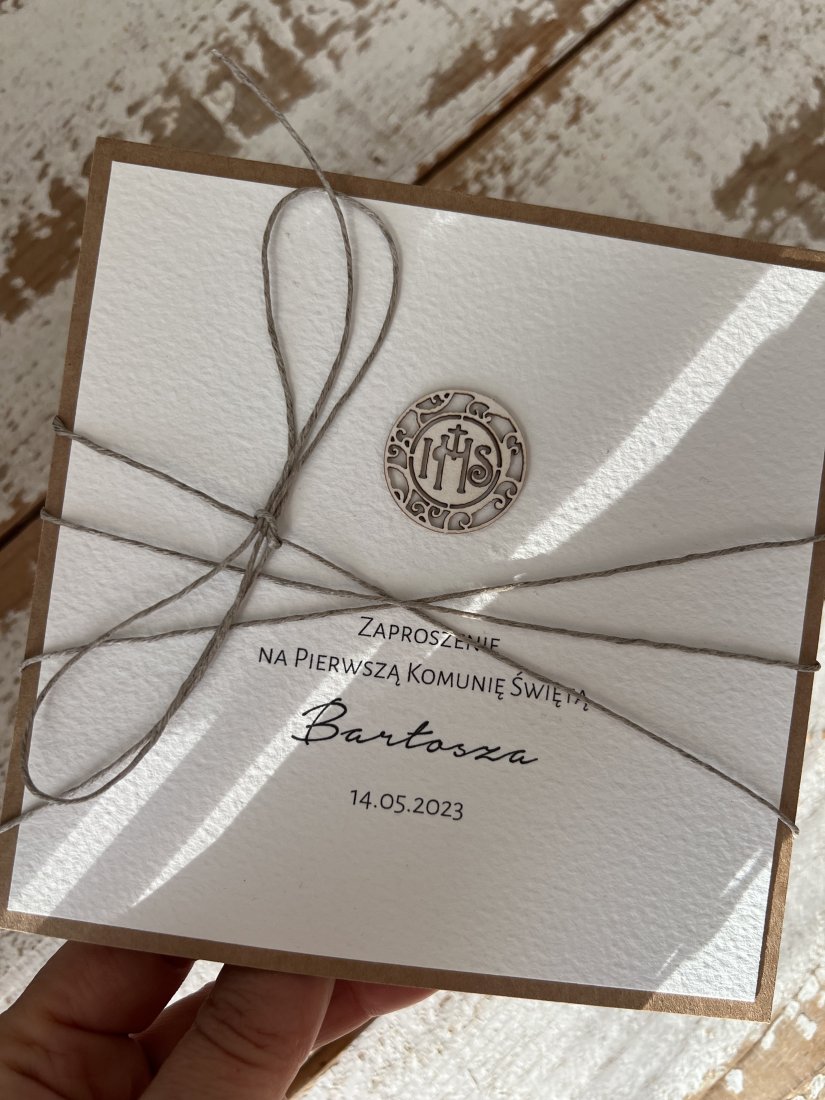 IHS
Zaproszenie
na Pierwszą Komunię Świętą
Bartosza
14.05.2023